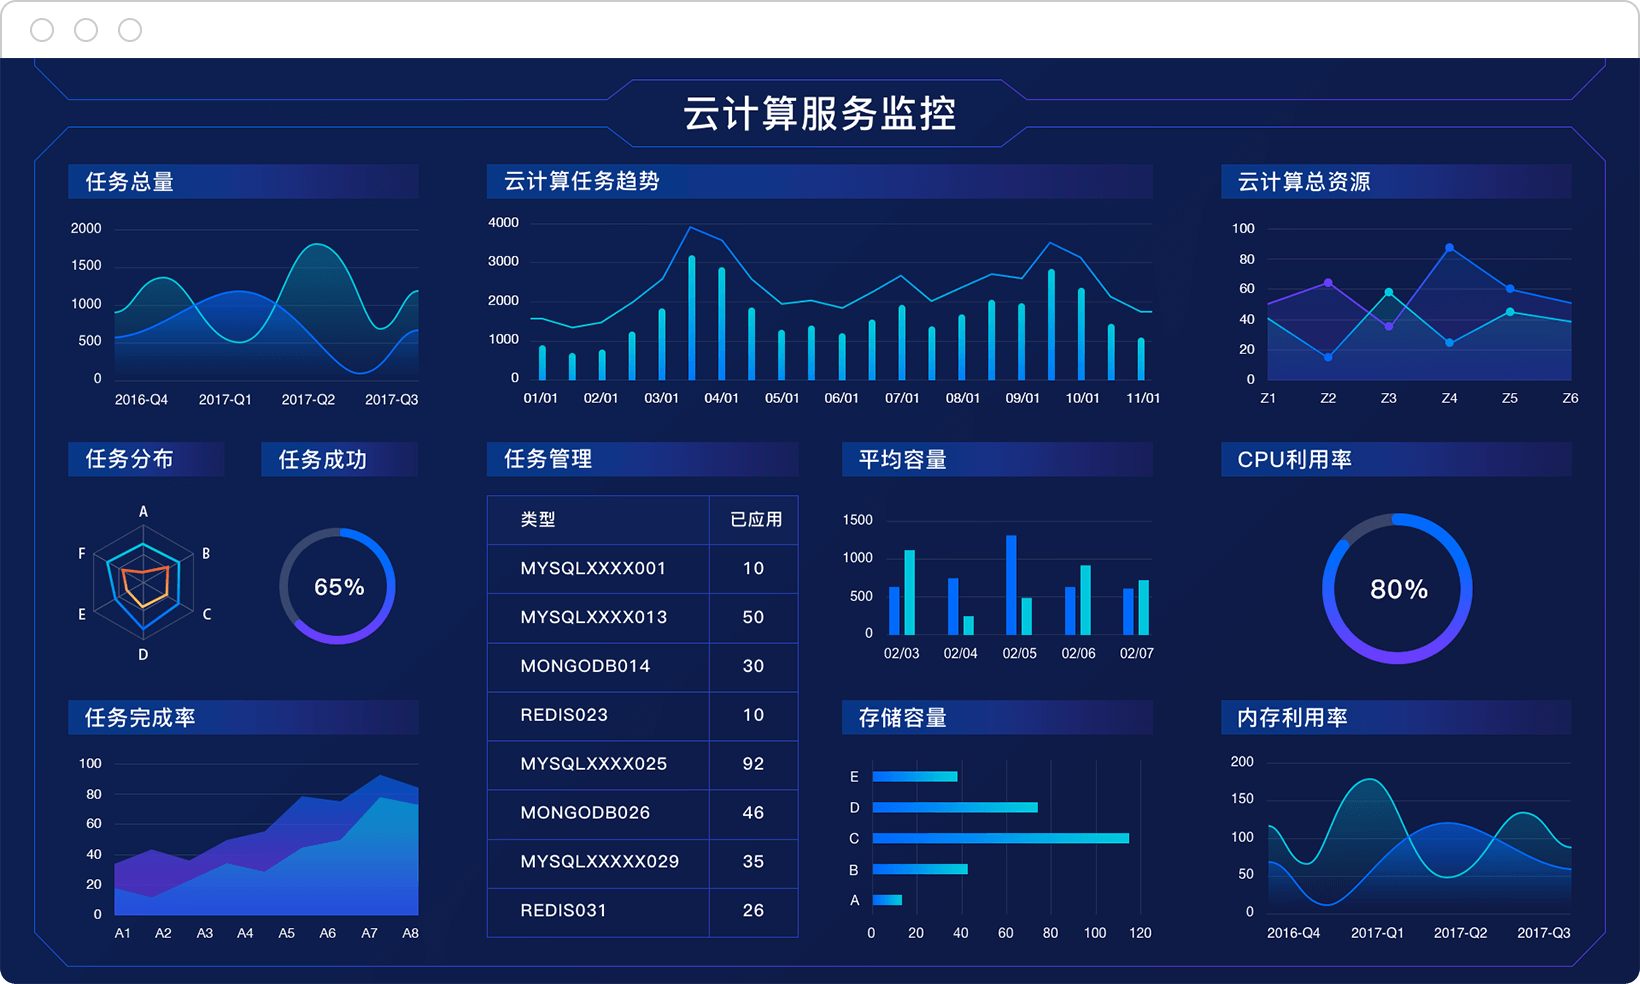 云计算服务监控
任务总量
2000
1500
1000
500
0
2016-Q4 2017-Q1 2017-Q2 2017-Q3
云计算任务趋势
4000
3000
2000
1000
0
01/01 02/01 03/01 04/01 05/01 06/01 07/01 08/01 09/01 10/01 11/01
云计算总资源
100
80
60
40
20
0
Z1 Z2 Z3 Z4 Z5 Z6
任务分布
A
B
C
D
E
F
任务成功
65%
任务管理
类型 已应用
MYSQLXXXX001 10
MYSQLXXXX013 50
MONGODB014 30
REDIS023 10
MYSQLXXXX025 92
MONGODB026 46
MYSQLXXXXX029 35
REDIS031 26
平均容量
1500
1000
500
0
02/03 02/04 02/05 02/06 02/07
CPU利用率
80%
任务完成率
100
80
60
40
20
0
A1 A2 A3 A4 A5 A6 A7 A8
存储容量
E
D
C
B
A
0 20 40 60 80 100 120
内存利用率
200
150
100
50
0
2016-Q4 2017-Q1 2017-Q2 2017-Q3